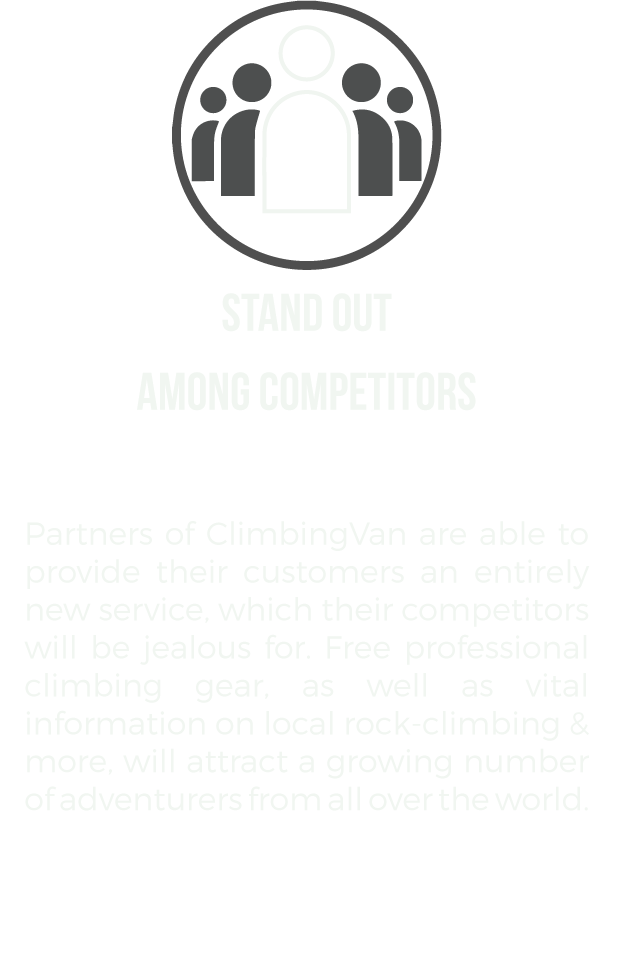 STAND OUT
AMONG COMPETITORS
Partners of ClimbingVan are able to
provide their customers an entirely
new service, which their competitors
will be jealous for. Free professional
climbing gear, as well as vital
information on local rock-climbing &
more, will attract a growing number
of adventurers from all over the world.